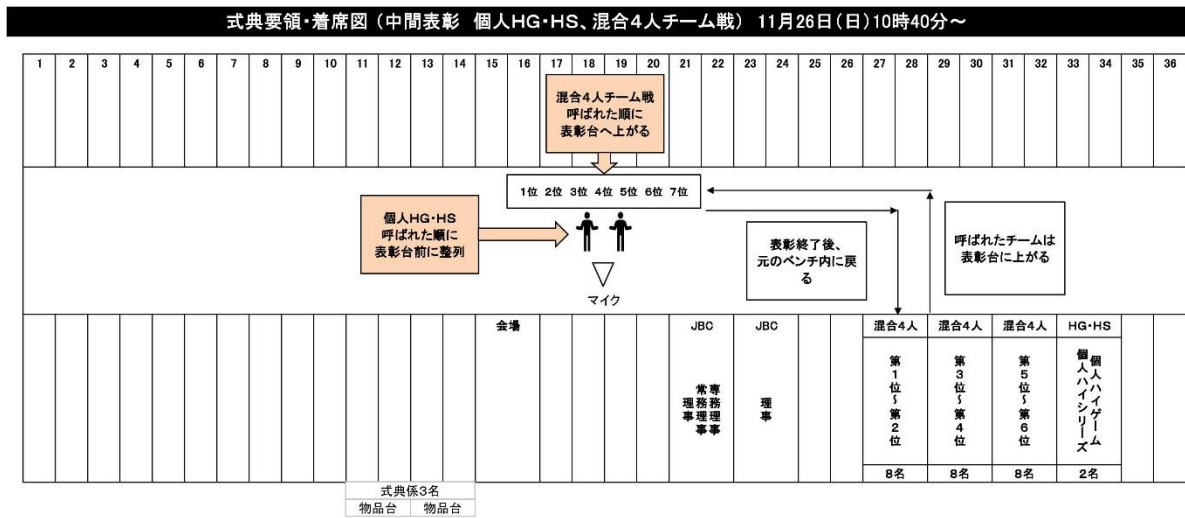 式典要領・着席図（中間表彰　個人HG・HS、混合４人チーム戦）　11月26日（日）10時40分～
1 2 3 4 5 6 7 8 9 10 11 12 13 14 15 16 17 18 19 20 21 22 23 24 25 26 27 28 29 30 31 32 33 34 35 36
混合４人チーム戦
呼ばれた順に
表彰台へ上がる
1位 2位 3位 4位 5位 6位 7位
個人HG・HS
呼ばれた順に
表彰台前に整列
マイク
表彰終了後、
元のベンチ内に戻
る
呼ばれたチームは
表彰台に上がる
会場
JBC
専務理事
常務理事
理事
JBC
理事
混合４人
第１位～第２位
8名
混合４人
第３位～第４位
8名
混合４人
第５位～第６位
8名
HG・HS
個人ハイゲーム
個人ハイシリーズ
2名
式典係３名
物品台 物品台